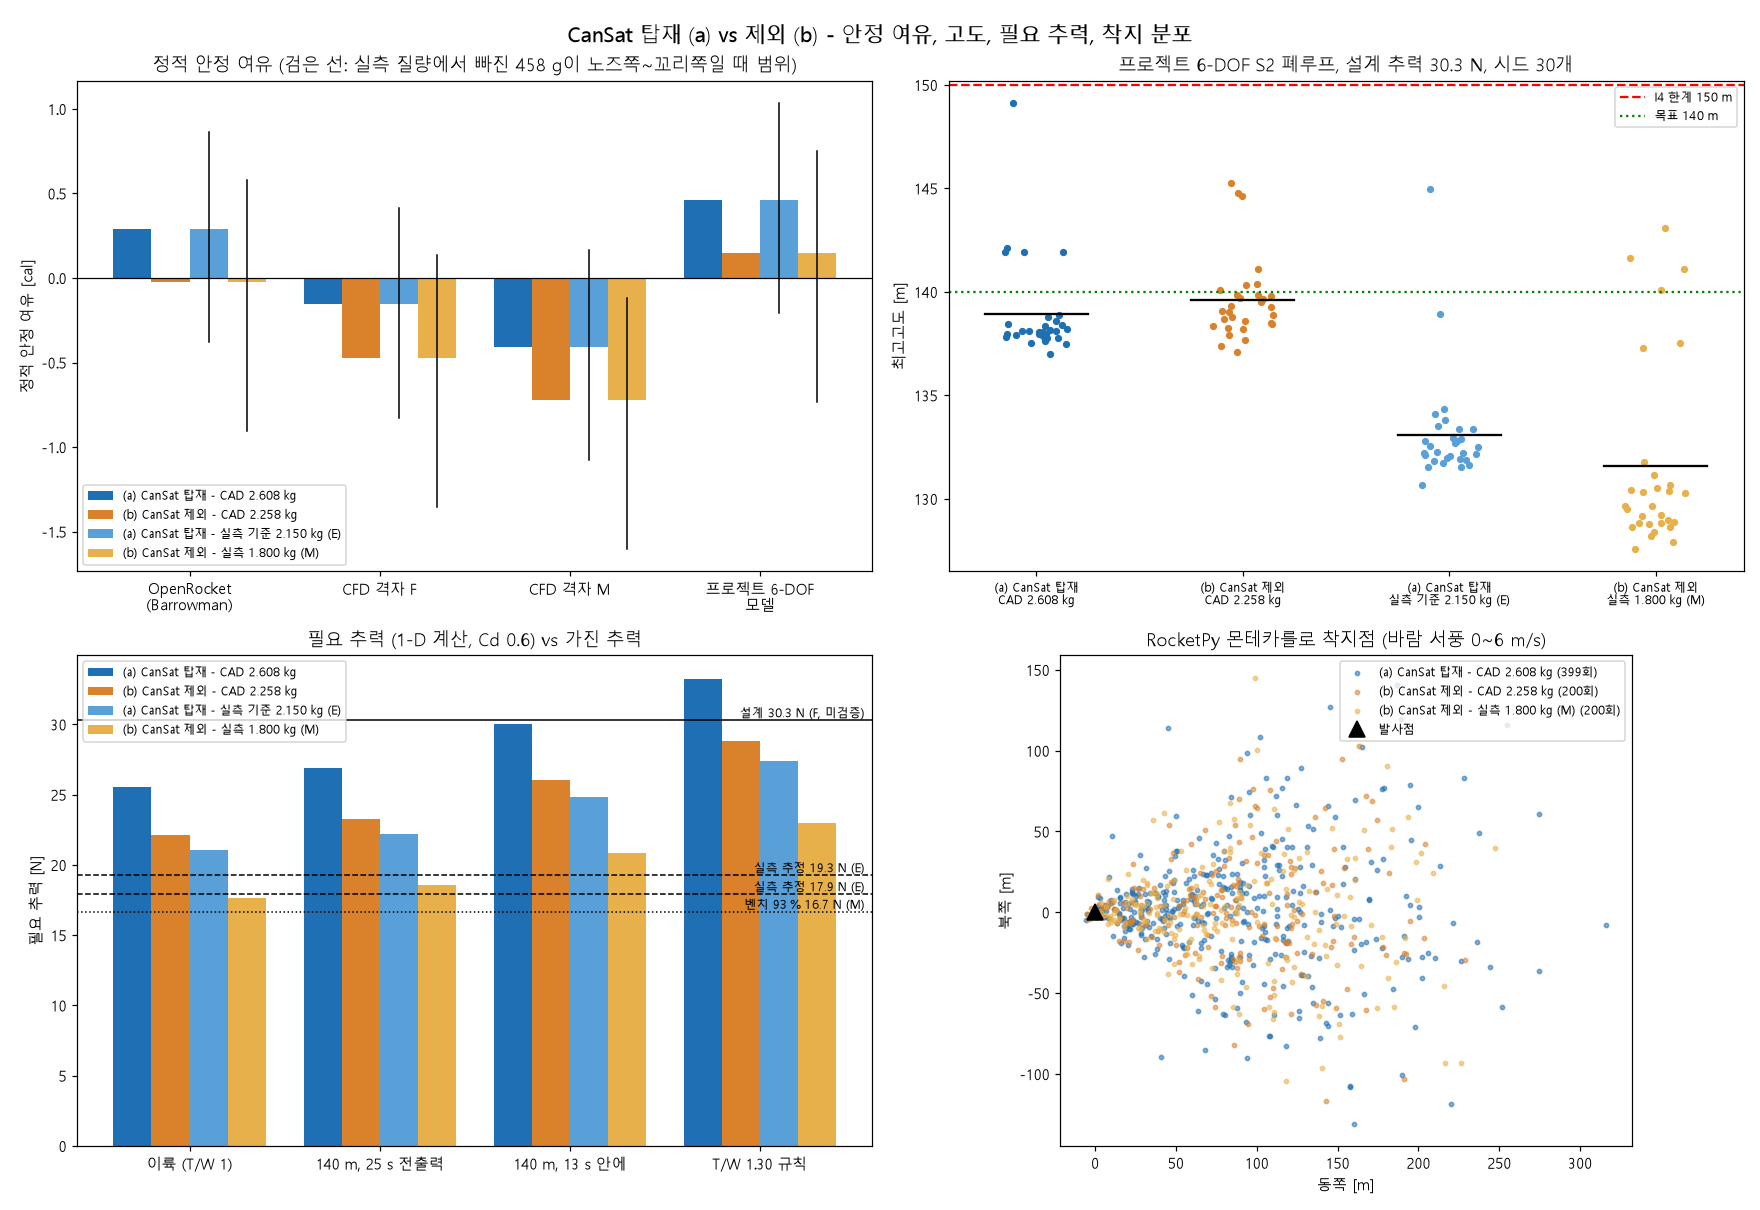 CanSat 탑재 (a) vs 제외 (b) - 안정 여유, 고도, 필요 추력, 착지 분포
정적 안정 여유 (검은 선: 실측 질량에서 빠진 458 g이 노즈쪽~꼬리쪽일 때 범위)
정적 안정 여유 [cal]
1.0
0.5
0.0
-0.5
-1.0
-1.5
(a) CanSat 탑재 - CAD 2.608 kg
(b) CanSat 제외 - CAD 2.258 kg
(a) CanSat 탑재 - 실측 기준 2.150 kg (E)
(b) CanSat 제외 - 실측 1.800 kg (M)
OpenRocket
(Barrowman)
CFD 격자 F
CFD 격자 M
프로젝트 6-DOF
모델
프로젝트 6-DOF S2 폐루프, 설계 추력 30.3 N, 시드 30개
최고고도 [m]
150
145
140
135
130
I4 한계 150 m
목표 140 m
(a) CanSat 탑재
CAD 2.608 kg
(b) CanSat 제외
CAD 2.258 kg
(a) CanSat 탑재
실측 기준 2.150 kg (E)
(b) CanSat 제외
실측 1.800 kg (M)
필요 추력 (1-D 계산, Cd 0.6) vs 가진 추력
필요 추력 [N]
30
25
20
15
10
5
0
(a) CanSat 탑재 - CAD 2.608 kg
(b) CanSat 제외 - CAD 2.258 kg
(a) CanSat 탑재 - 실측 기준 2.150 kg (E)
(b) CanSat 제외 - 실측 1.800 kg (M)
설계 30.3 N (F, 미검증)
실측 추정 19.3 N (E)
실측 추정 17.9 N (E)
벤치 93 % 16.7 N (M)
이륙 (T/W 1)
140 m, 25 s 전출력
140 m, 13 s 안에
T/W 1.30 규칙
RocketPy 몬테카를로 착지점 (바람 서풍 0~6 m/s)
북쪽 [m]
150
100
50
0
-50
-100
(a) CanSat 탑재 - CAD 2.608 kg (399회)
(b) CanSat 제외 - CAD 2.258 kg (200회)
(b) CanSat 제외 - 실측 1.800 kg (M) (200회)
발사점
0
50
100
150
200
250
300
동쪽 [m]